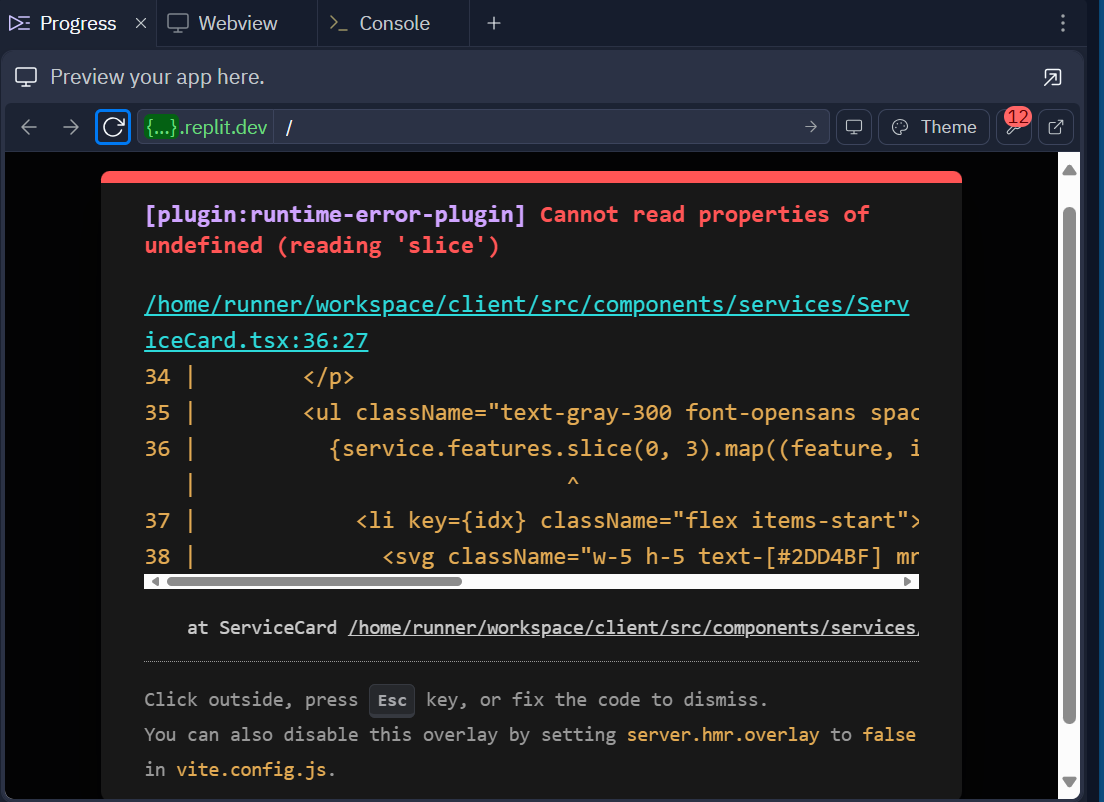 Progress × Webview >_ Console +
Preview your app here.
{...}.replit.dev / Theme 12
[plugin:runtime-error-plugin] Cannot read properties of
undefined (reading 'slice')
/home/runner/workspace/client/src/components/services/Serv
iceCard.tsx:36:27
34 | </p>
35 | <ul className="text-gray-300 font-opensans spac
36 | {service.features.slice(0, 3).map((feature, i
| ^
37 | <li key={idx} className="flex items-start">
38 | <svg className="w-5 h-5 text-[#2DD4BF] mr
at ServiceCard /home/runner/workspace/client/src/components/services/
Click outside, press Esc key, or fix the code to dismiss.
You can also disable this overlay by setting server.hmr.overlay to false
in vite.config.js.